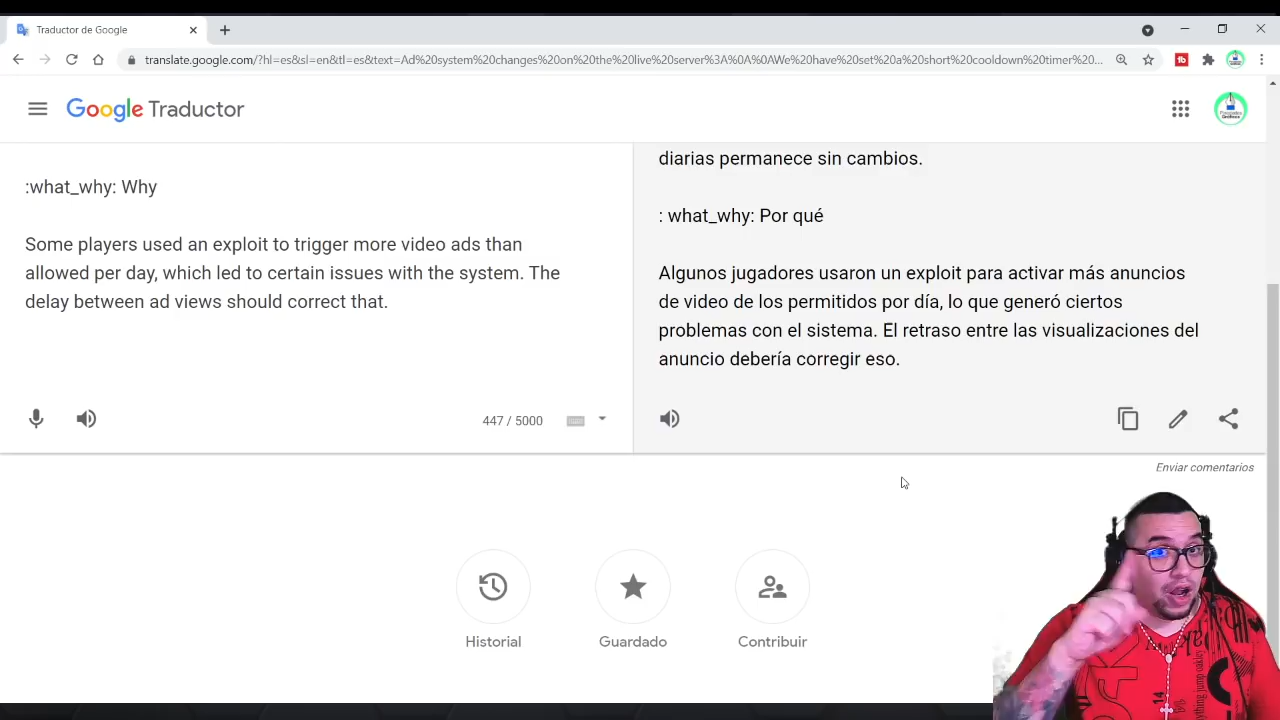 Traductor de Google
translate.google.com/?hl=es&sl=en&tl=es&text=Ad%20system%20changes%20on%20the%20live%20server%3A%0A%0AWe%20have%20set%20a%20short%20cooldown%20timer%20...
Google Traductor
:what_why: Why
Some players used an exploit to trigger more video ads than
allowed per day, which led to certain issues with the system. The
delay between ad views should correct that.
447 / 5000
diarias permanece sin cambios.
: what_why: Por qué
Algunos jugadores usaron un exploit para activar más anuncios
de video de los permitidos por día, lo que generó ciertos
problemas con el sistema. El retraso entre las visualizaciones del
anuncio debería corregir eso.
Enviar comentarios
Historial
Guardado
Contribuir